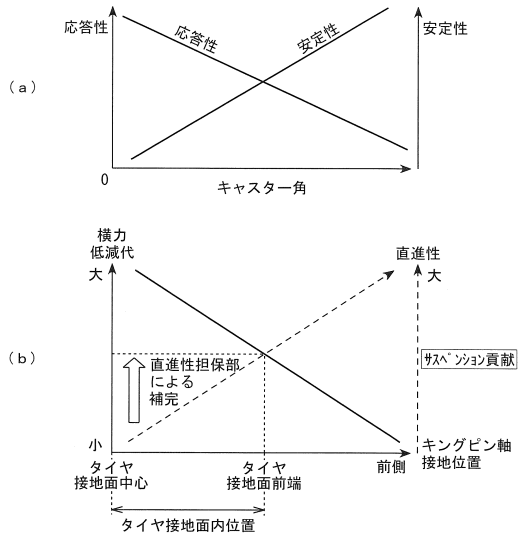 (a)
応答性
応答性
安定性
安定性
0
キャスター角
(b)
横力
低減代
大
直進性
大
直進性担保部
による
補完
サスペンション貢献
小
タイヤ
接地面中心
タイヤ
接地面前端
前側
キングピン軸
接地位置
タイヤ接地面内位置